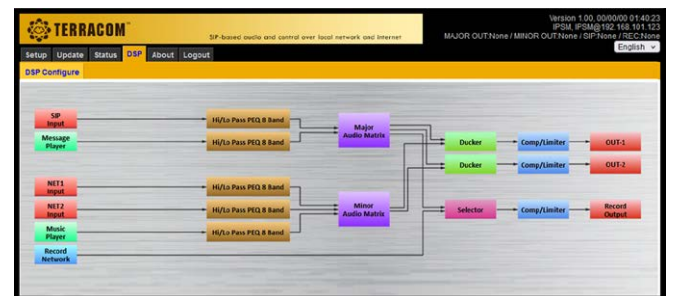 TERRACOM
SIP-based audio and control over local network and Internet
Version 1.00, 00/00/00 01:40:23
IPSM, IPSM@192.168.101.123
MAJOR OUT:None / MINOR OUT:None / SIP:None / REC:None
English
Setup Update Status DSP About Logout
DSP Configure
SIP
Input
Hi/Lo Pass PEQ 8 Band
Major
Audio Matrix
Message
Player
Hi/Lo Pass PEQ 8 Band
Ducker
Comp/Limiter
OUT-1
Ducker
Comp/Limiter
OUT-2
NET1
Input
Hi/Lo Pass PEQ 8 Band
NET2
Input
Hi/Lo Pass PEQ 8 Band
Minor
Audio Matrix
Selector
Comp/Limiter
Record
Output
Music
Player
Hi/Lo Pass PEQ 8 Band
Record
Network